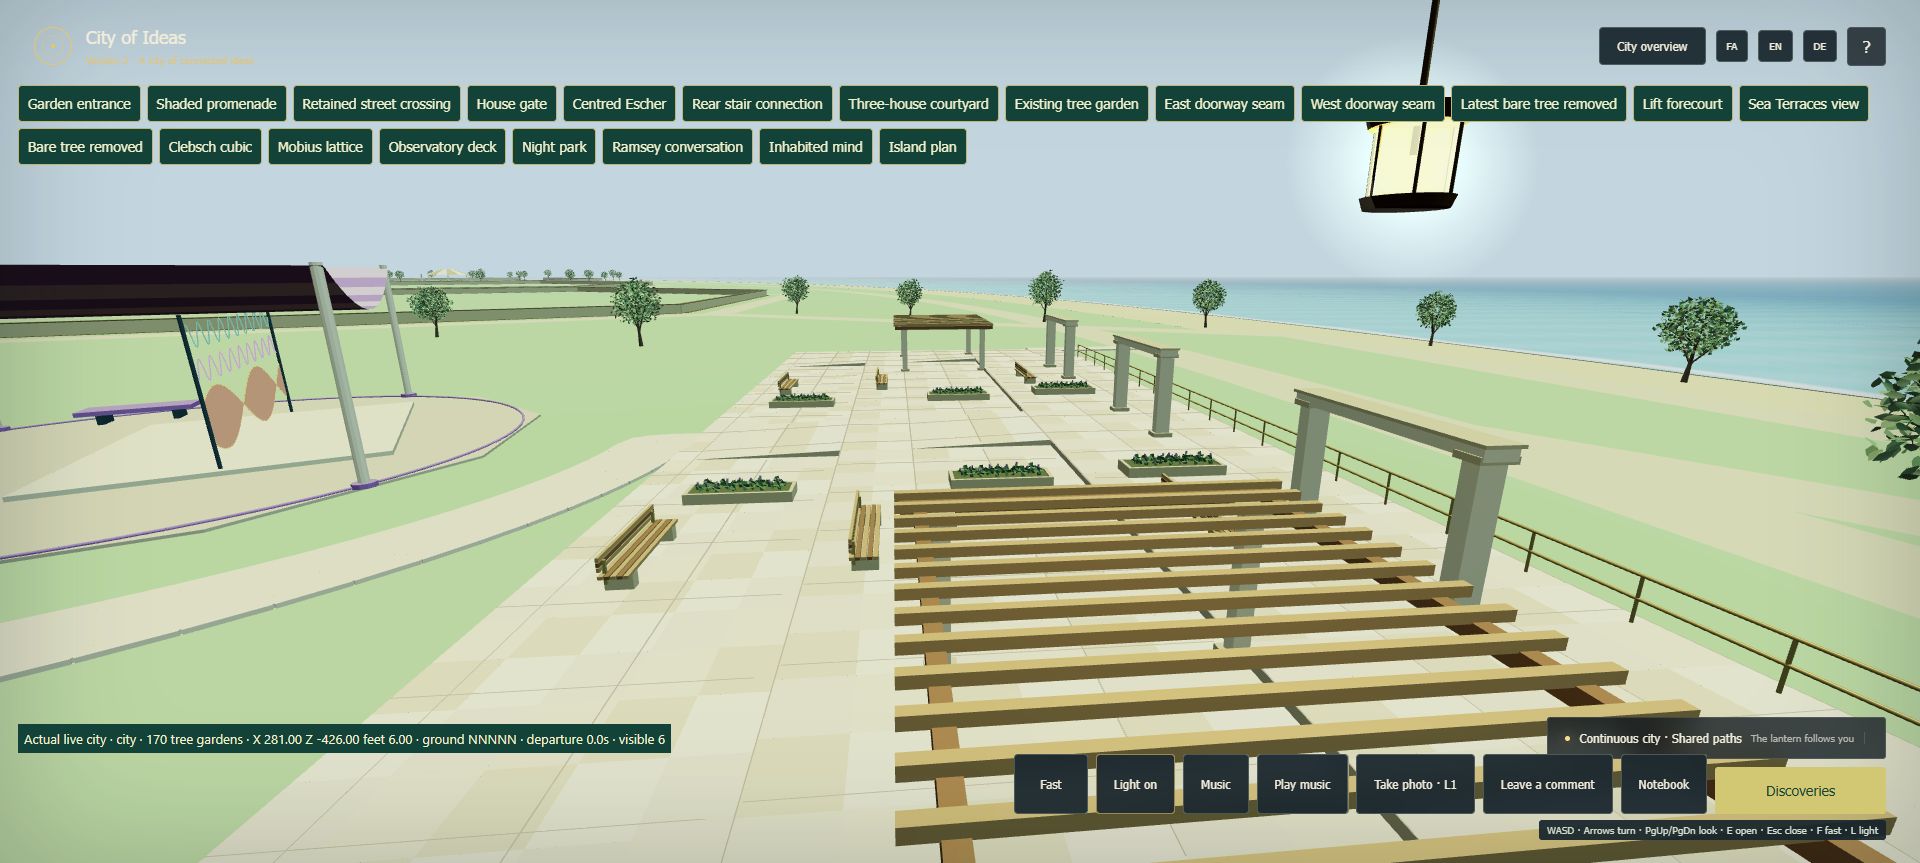 City of Ideas
City overview
FA
EN
DE
?
Garden entrance
Shaded promenade
Retained street crossing
House gate
Centred Escher
Rear stair connection
Three-house courtyard
Existing tree garden
East doorway seam
West doorway seam
Latest bare tree removed
Lift forecourt
Sea Terraces view
Bare tree removed
Clebsch cubic
Mobius lattice
Observatory deck
Night park
Ramsey conversation
Inhabited mind
Island plan
Actual live city · city · 170 tree gardens · X 281.00 Z -426.00 feet 6.00 · ground NNNNN · departure 0.0s · visible 6
Continuous city · Shared paths The lantern follows you
Fast
Light on
Music
Play music
Take photo · L1
Leave a comment
Notebook
Discoveries
WASD · Arrows turn · PgUp/PgDn look · E open · Esc close · F fast · L light